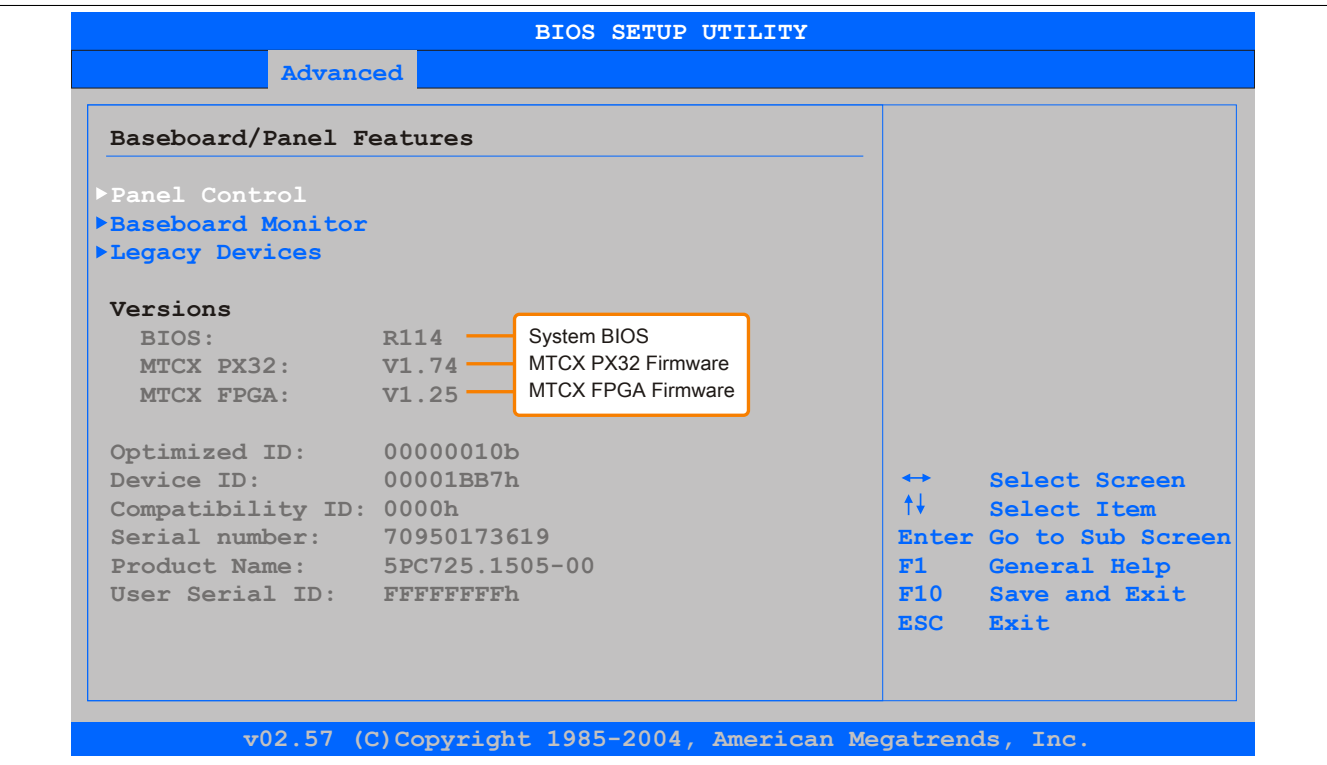 BIOS SETUP UTILITY
Advanced
Baseboard/Panel Features
Panel Control
Baseboard Monitor
Legacy Devices
Versions
BIOS: R114 System BIOS
MTCX PX32: V1.74 MTCX PX32 Firmware
MTCX FPGA: V1.25 MTCX FPGA Firmware
Optimized ID: 00000010b
Device ID: 00001BB7h
Compatibility ID: 0000h
Serial number: 70950173619
Product Name: 5PC725.1505-00
User Serial ID: FFFFFFFFh
↔ Select Screen
↑↓ Select Item
Enter Go to Sub Screen
F1 General Help
F10 Save and Exit
ESC Exit
v02.57 (C)Copyright 1985-2004, American Megatrends, Inc.